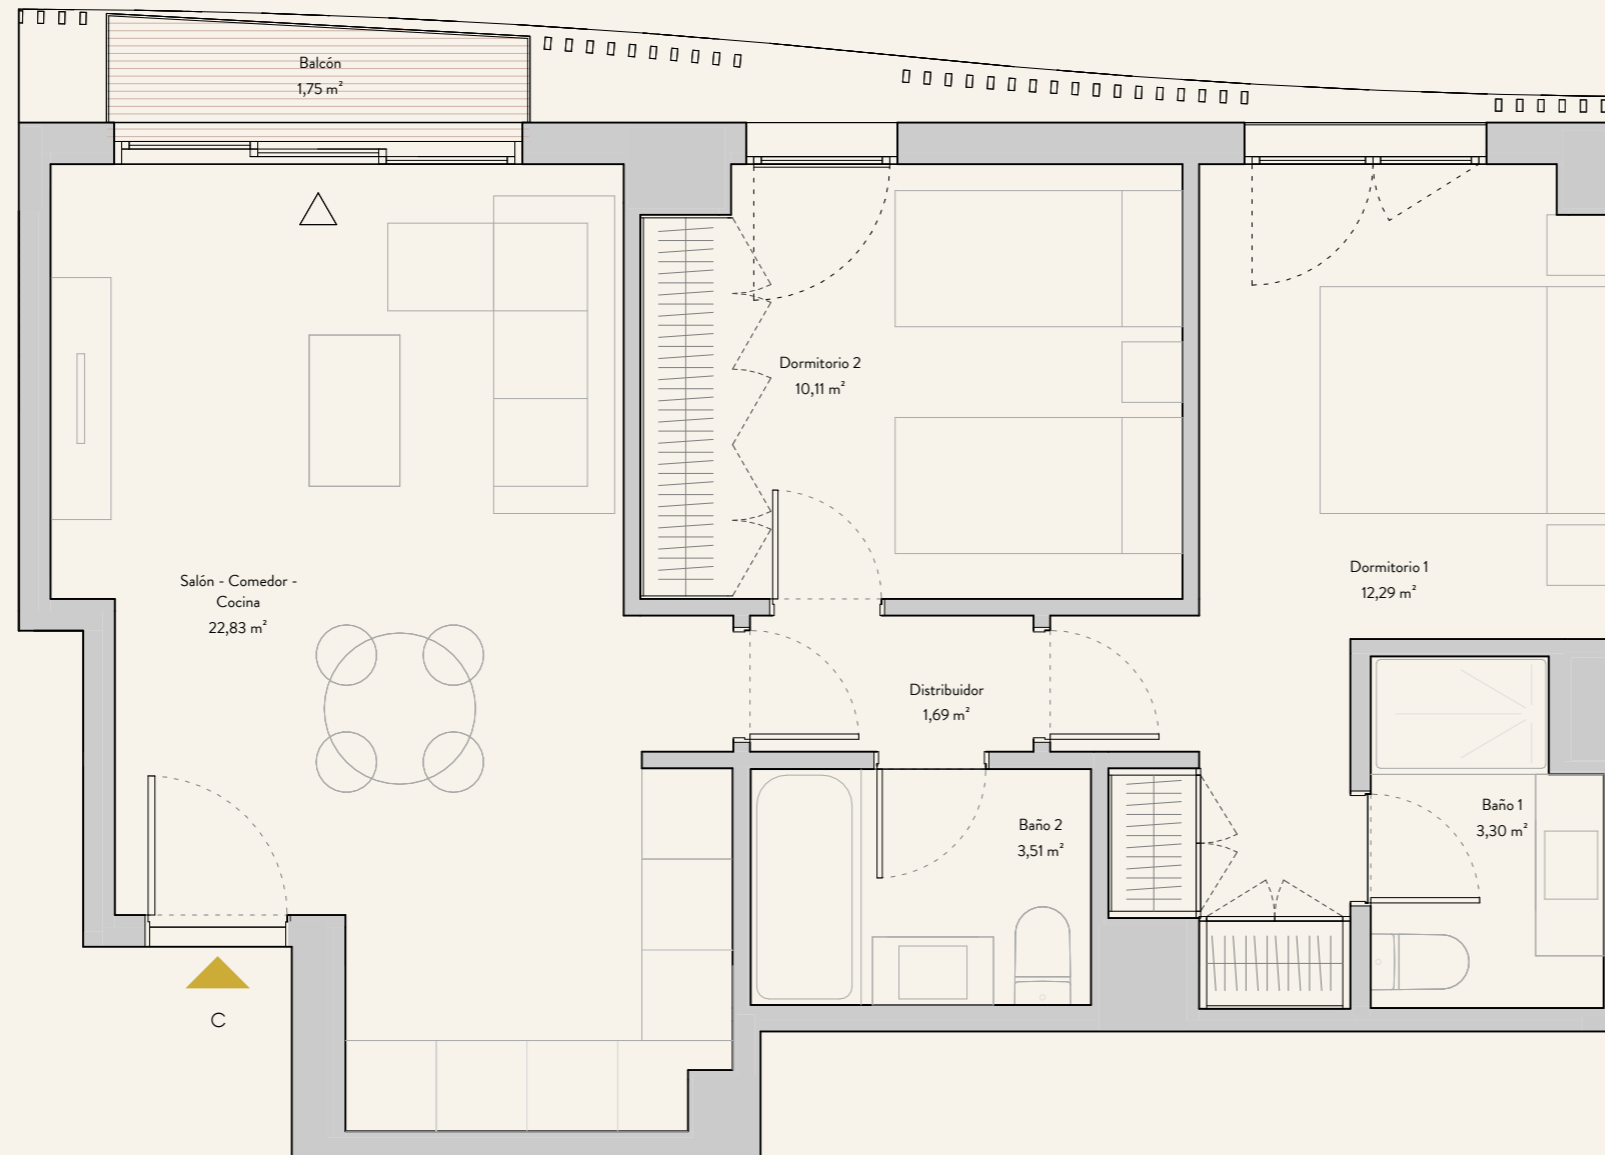 Balcón
1,75 m²
Dormitorio 2
10,11 m²
Dormitorio 1
12,29 m²
Salón - Comedor -
Cocina
22,83 m²
Distribuidor
1,69 m²
Baño 2
3,51 m²
Baño 1
3,30 m²
C